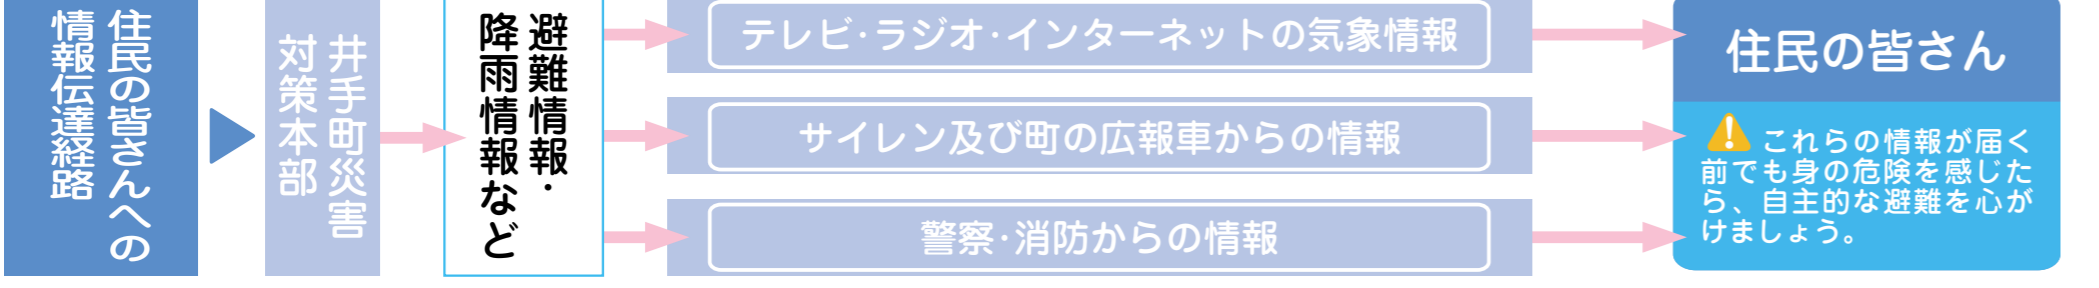 住民の皆さんへの
情報伝達経路
井手町災害
対策本部
避難情報・
降雨情報など
テレビ・ラジオ・インターネットの気象情報
サイレン及び町の広報車からの情報
警察・消防からの情報
住民の皆さん
これらの情報が届く
前でも身の危険を感じた
ら、自主的な避難を心が
けましょう。